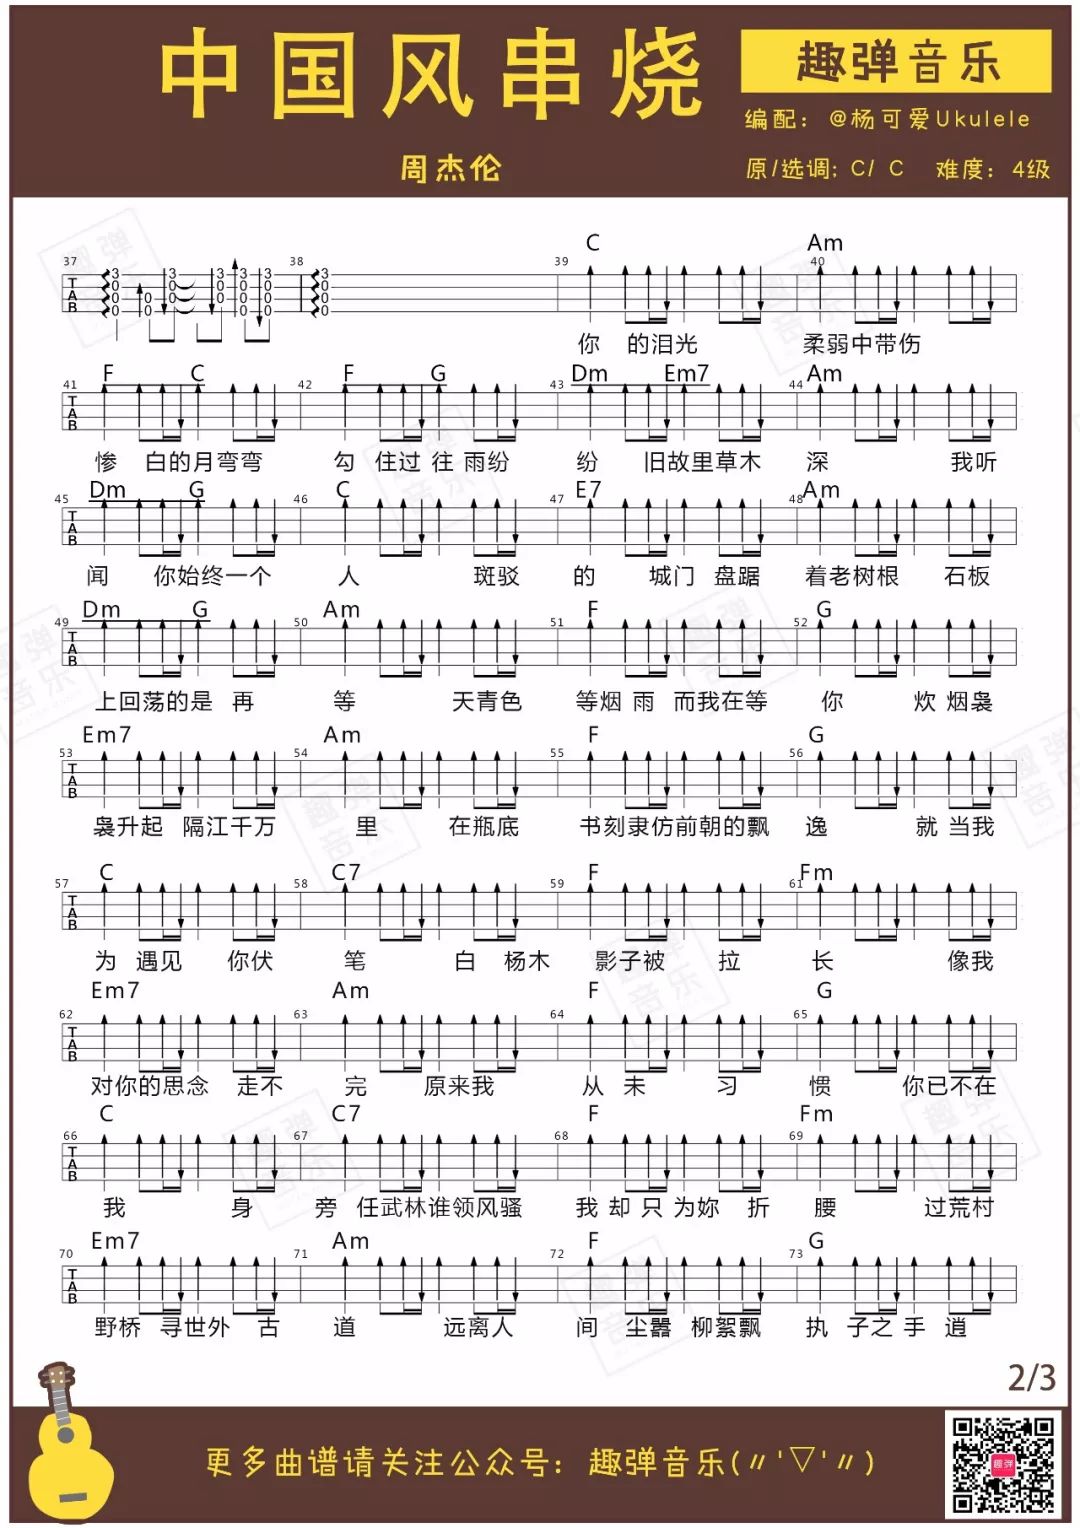 中国风串烧
趣弹音乐
编配：@杨可爱Ukulele
周杰伦
原/选调; C/ C 难度：4级
C Am
37 38 39 40
你 的泪光 柔弱中带伤
F C F G Dm Em7 Am
41 42 43 44
惨 白的月弯弯 勾 住过 往 雨纷 纷 旧故里草木 深 我听
Dm G C E7 Am
45 46 47 48
闻 你始终一个 人 斑驳 的 城门 盘踞 着老树根 石板
Dm G Am F G
49 50 51 52
上回荡的是 再 等 天青色 等烟 雨 而我在等 你 炊 烟袅
Em7 Am F G
53 54 55 56
袅升起 隔江千万 里 在瓶底 书刻隶仿前朝的飘 逸 就 当我
C C7 F Fm
57 58 59 61
为 遇见 你伏 笔 白 杨木 影子被 拉 长 像我
Em7 Am F G
62 63 64 65
对你的思念 走不 完 原来我 从 未 习 惯 你已不在
C C7 F Fm
66 67 68 69
我 身 旁 任武林谁领风骚 我 却 只 为妳 折 腰 过荒村
Em7 Am F G
70 71 72 73
野桥 寻世外 古 道 远离人 间 尘嚣 柳絮飘 执 子之 手 逍
2/3
更多曲谱请关注公众号：趣弹音乐(〃'▽'〃)
趣弹